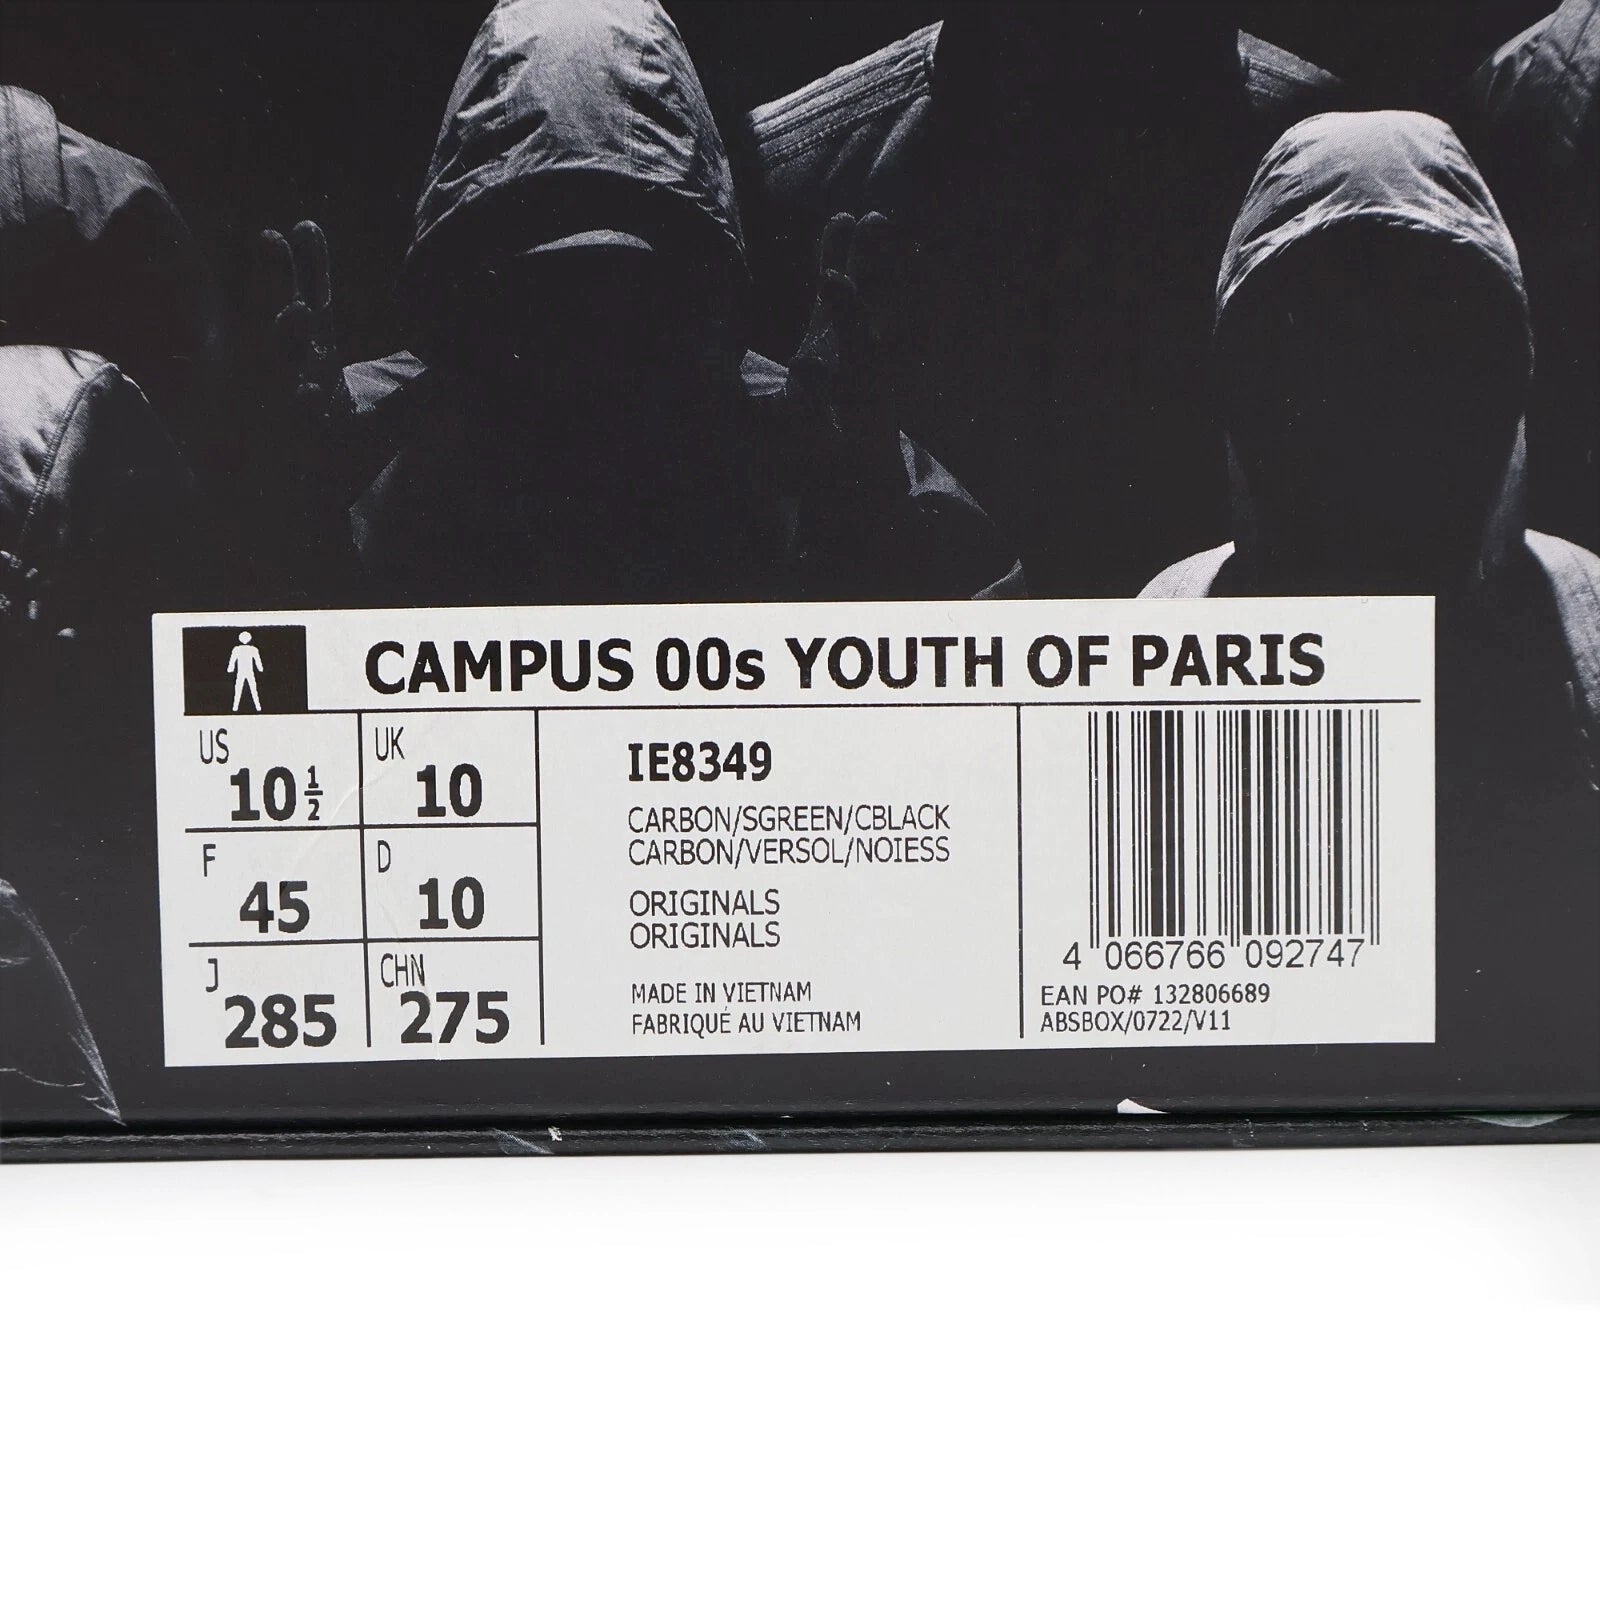 CAMPUS 00s YOUTH OF PARIS
US 10½ UK 10
F 45 D 10
J 285 CHN 275
IE8349
CARBON/SGREEN/CBLACK
CARBON/VERSOL/NOIESS
ORIGINALS
ORIGINALS
MADE IN VIETNAM
FABRIQUÉ AU VIETNAM
4 066766 092747
EAN PO# 132806689
ABSBOX/0722/V11